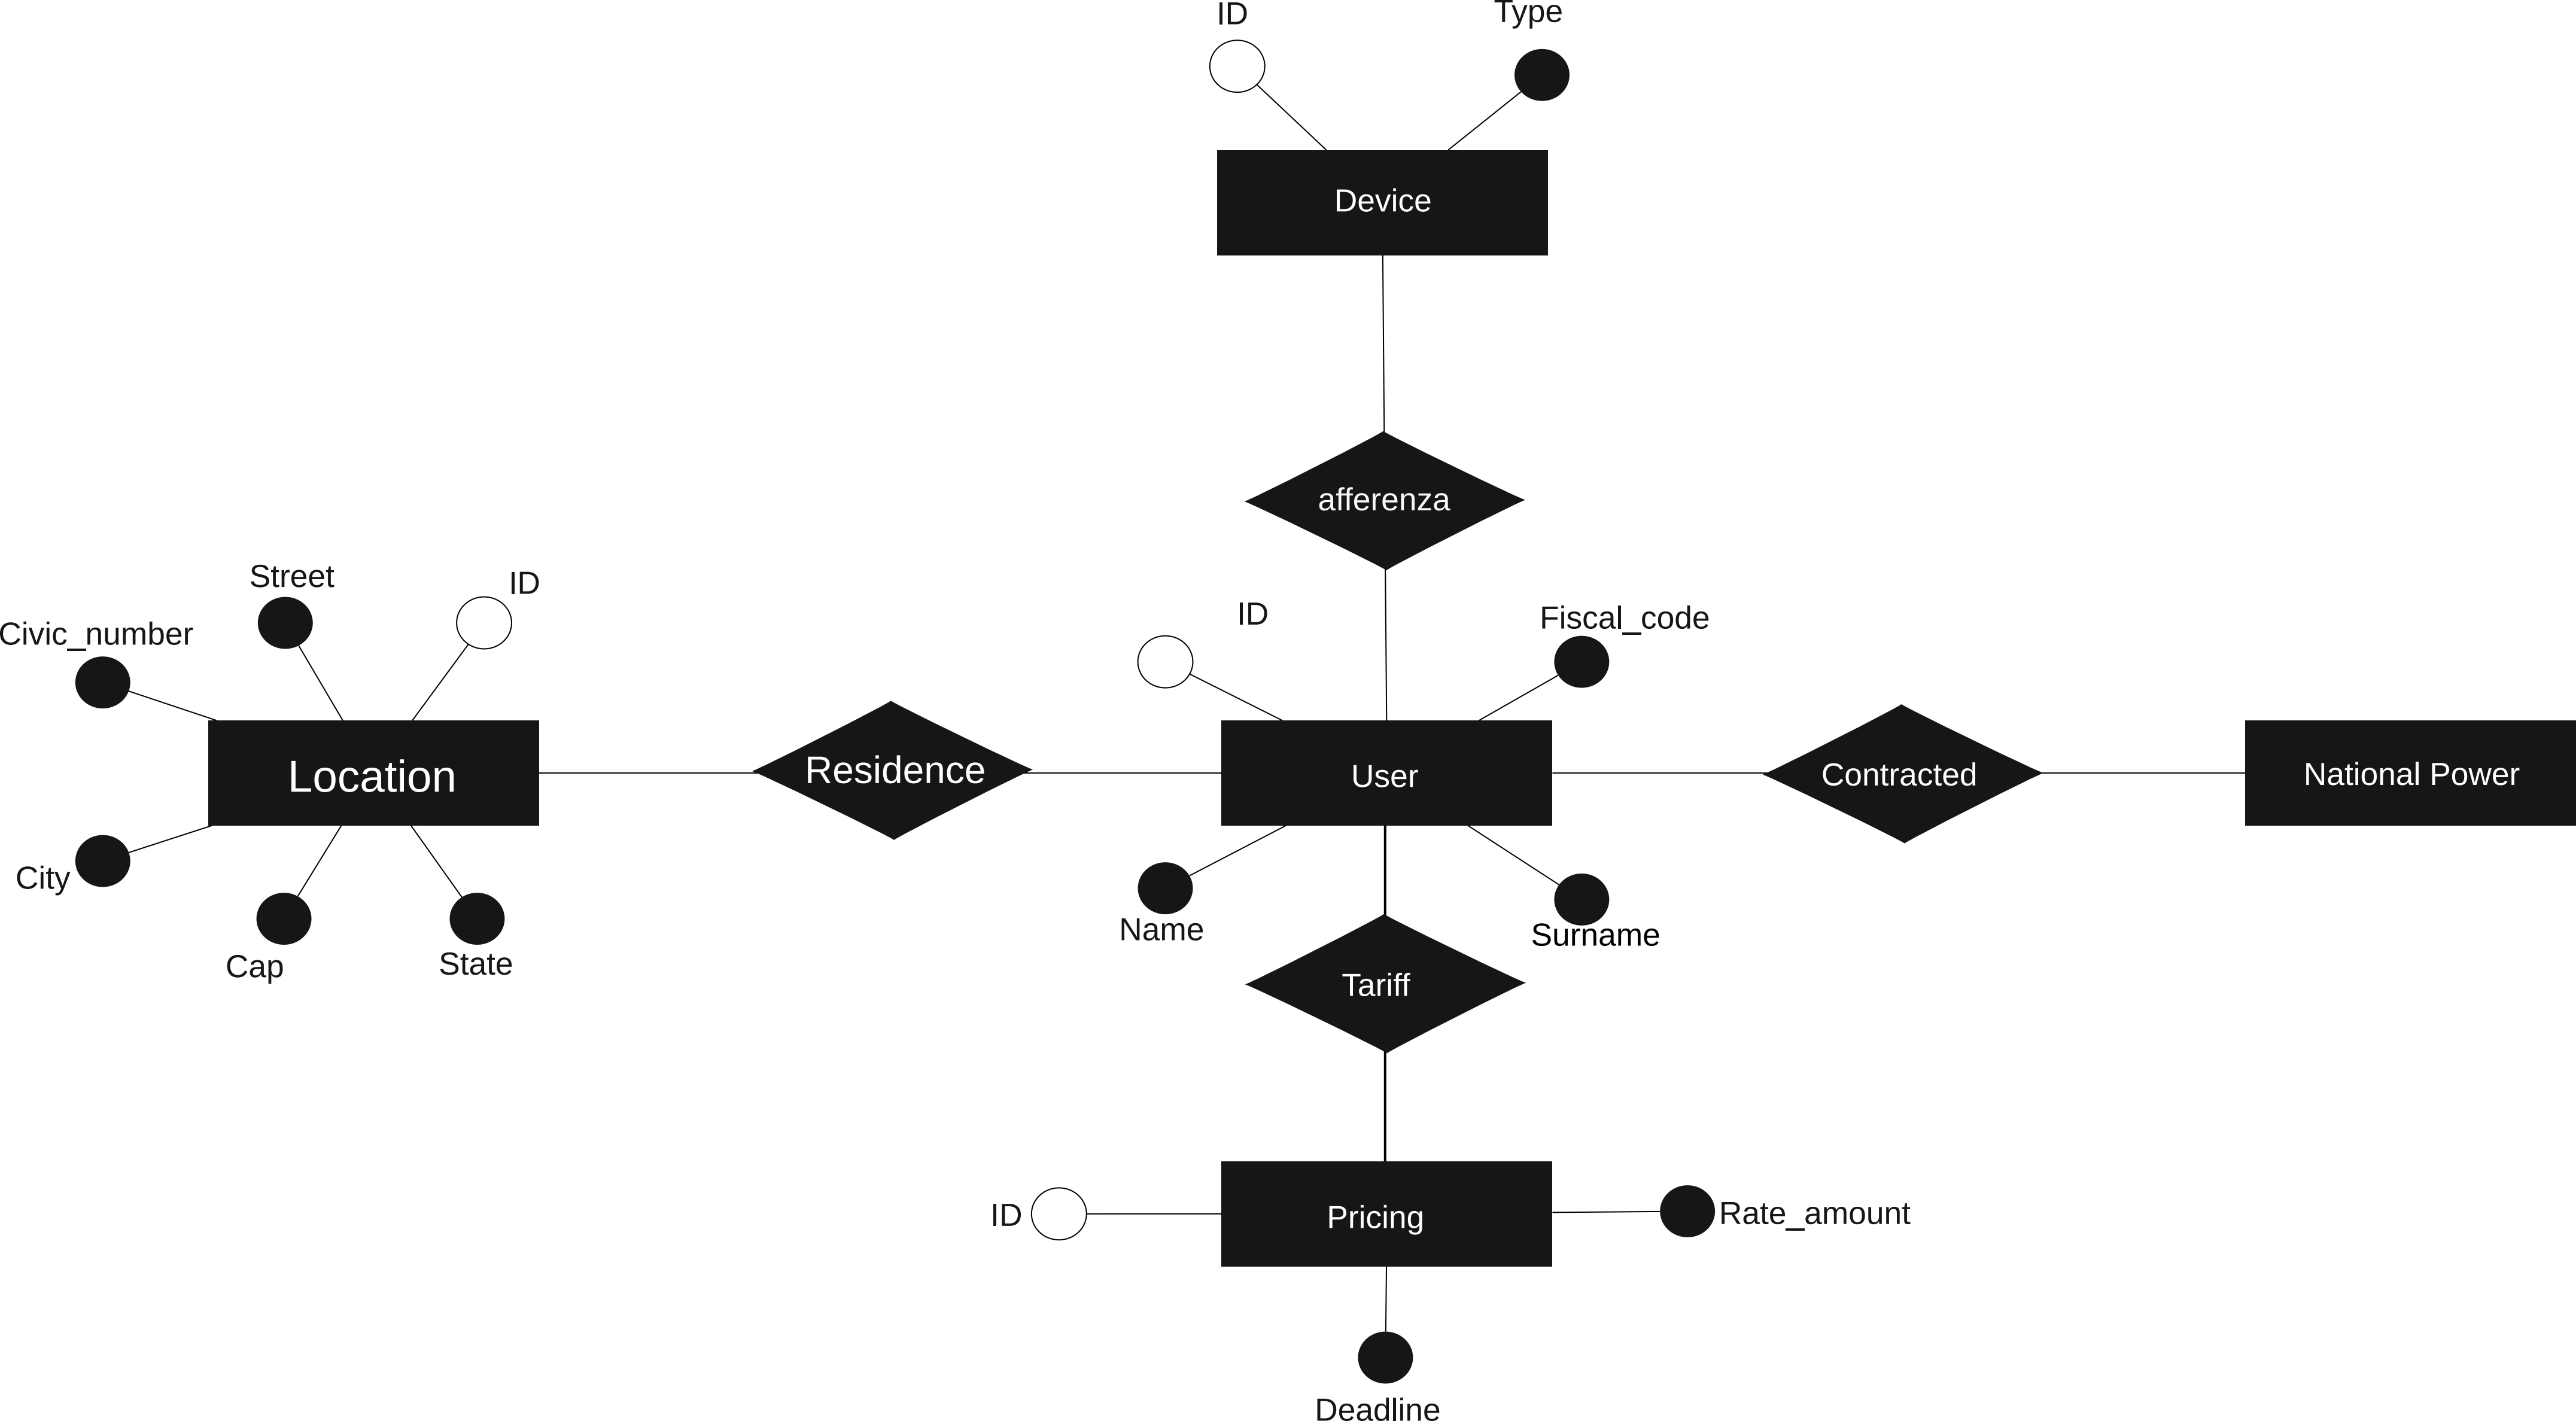 ID
Type
Device
afferenza
Street
ID
Civic_number
ID
Fiscal_code
Location
Residence
User
Contracted
National Power
City
Cap
State
Name
Surname
Tariff
ID
Pricing
Rate_amount
Deadline